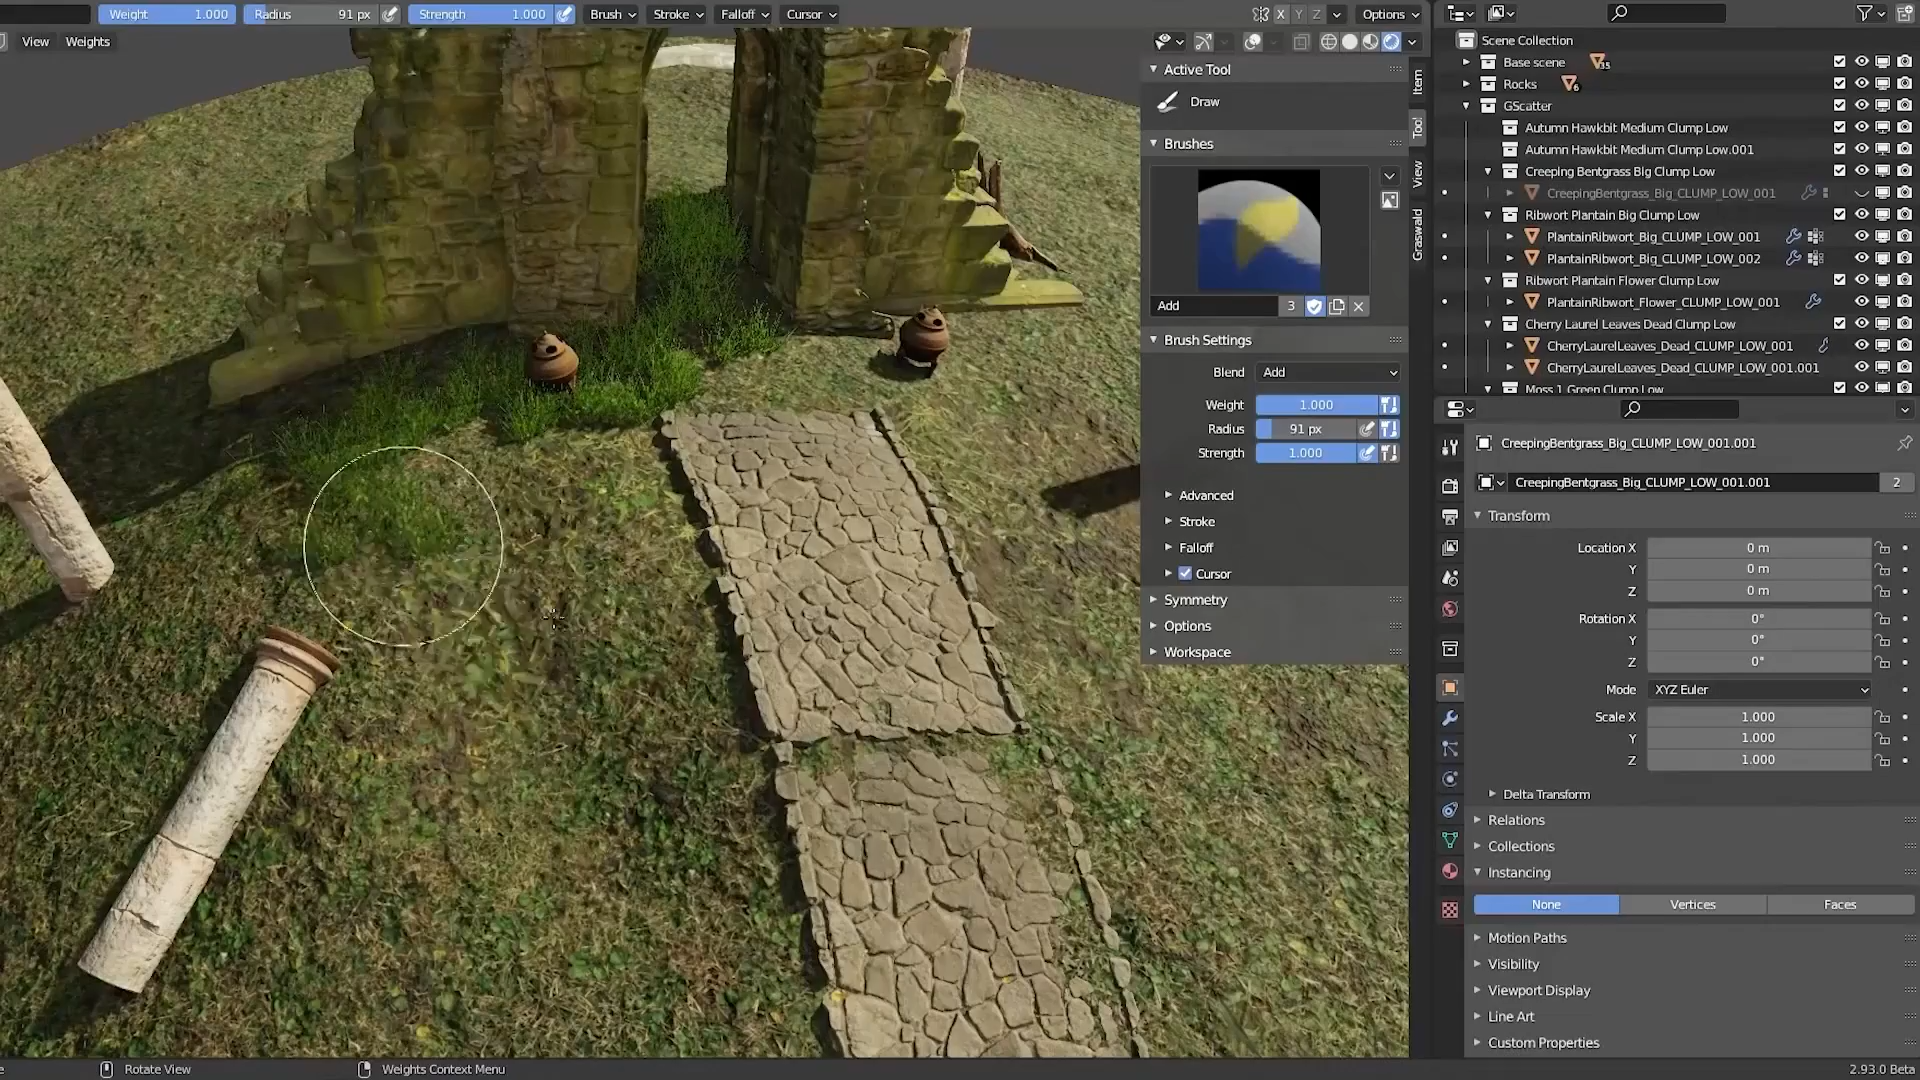 Weight 1.000 Radius 91 px Strength 1.000 Brush Stroke Falloff Cursor X Y Z Options
View Weights
Active Tool
Draw
Brushes
Add 3
Brush Settings
Blend Add
Weight 1.000
Radius 91 px
Strength 1.000
Advanced
Stroke
Falloff
Cursor
Symmetry
Options
Workspace
Item
Tool
View
Graswald
Scene Collection
Base scene 35
Rocks 6
GScatter
Autumn Hawkbit Medium Clump Low
Autumn Hawkbit Medium Clump Low.001
Creeping Bentgrass Big Clump Low
CreepingBentgrass_Big_CLUMP_LOW_001
Ribwort Plantain Big Clump Low
PlantainRibwort_Big_CLUMP_LOW_001
PlantainRibwort_Big_CLUMP_LOW_002
Ribwort Plantain Flower Clump Low
PlantainRibwort_Flower_CLUMP_LOW_001
Cherry Laurel Leaves Dead Clump Low
CherryLaurelLeaves_Dead_CLUMP_LOW_001
CherryLaurelLeaves_Dead_CLUMP_LOW_001.001
Moss 1 Green Clump Low
CreepingBentgrass_Big_CLUMP_LOW_001.001
CreepingBentgrass_Big_CLUMP_LOW_001.001 2
Transform
Location X 0 m
Y 0 m
Z 0 m
Rotation X 0°
Y 0°
Z 0°
Mode XYZ Euler
Scale X 1.000
Y 1.000
Z 1.000
Delta Transform
Relations
Collections
Instancing
None Vertices Faces
Motion Paths
Visibility
Viewport Display
Line Art
Custom Properties
Rotate View Weights Context Menu 2.93.0 Beta